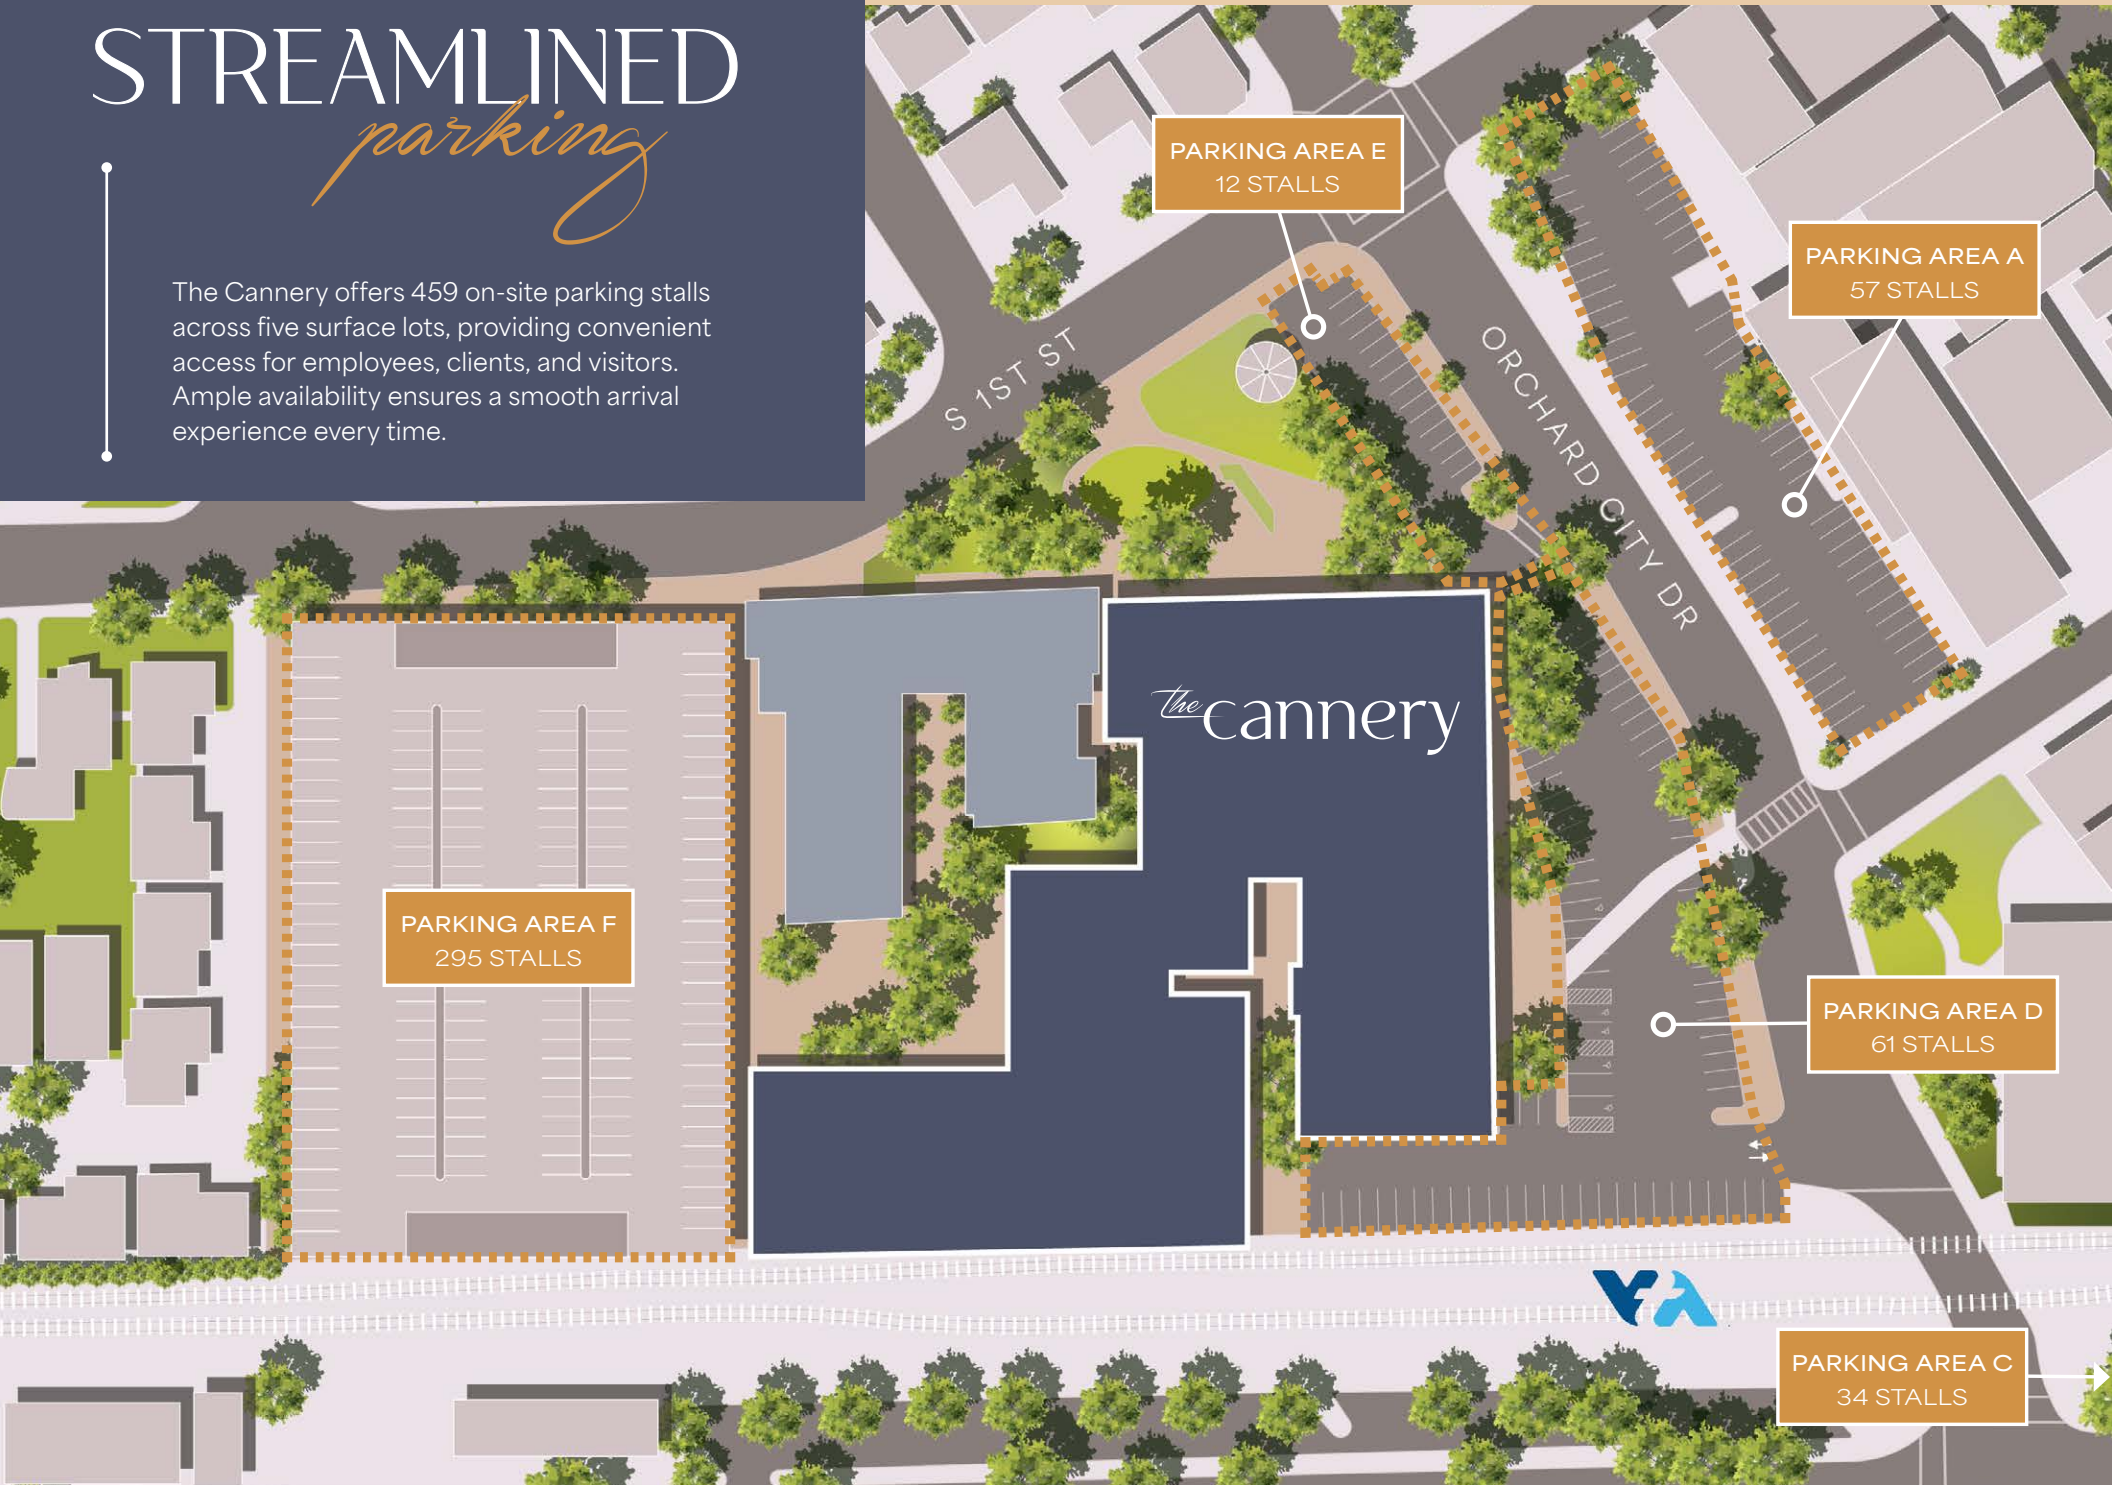 STREAMLINED
parking
The Cannery offers 459 on-site parking stalls
across five surface lots, providing convenient
access for employees, clients, and visitors.
Ample availability ensures a smooth arrival
experience every time.
PARKING AREA E
12 STALLS
PARKING AREA A
57 STALLS
S 1ST ST
ORCHARD CITY DR
the cannery
PARKING AREA F
295 STALLS
PARKING AREA D
61 STALLS
VTA
PARKING AREA C
34 STALLS